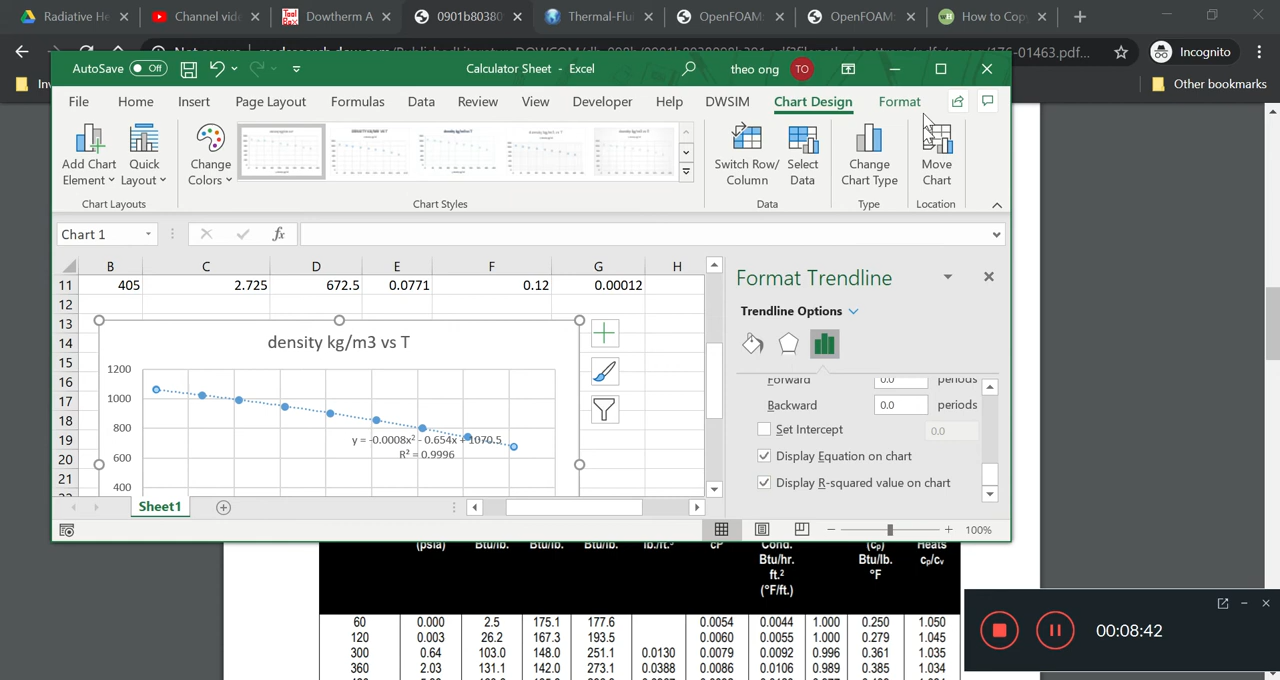 Radiative He
Channel vide
Dowtherm A
0901b80380
Thermal-Flu
OpenFOAM:
OpenFOAM:
How to Cop
Incognito
Other bookmarks
AutoSave Off
Calculator Sheet - Excel
theo ong TO
File Home Insert Page Layout Formulas Data Review View Developer Help DWSIM Chart Design Format
Add Chart Element
Quick Layout
Change Colors
Switch Row/ Column
Select Data
Change Chart Type
Move Chart
Chart Layouts Chart Styles Data Type Location
Chart 1 fx
B C D E F G H
11 405 2.725 672.5 0.0771 0.12 0.00012
12
13
14 density kg/m3 vs T
15 1200
16
17 1000
18
19 800
y = -0.0008x² - 0.654x + 1070.5
R² = 0.9996
20 600
21
400
Sheet1
100%
Format Trendline
Trendline Options
Forward 0.0 periods
Backward 0.0 periods
Set Intercept 0.0
Display Equation on chart
Display R-squared value on chart
(psia) Btu/lb. Btu/lb. Btu/lb. lb./ft.³ cP Cond. (cp) Heats
Btu/hr. Btu/lb. cp/cv
ft.² °F
(°F/ft.)
60 0.000 2.5 175.1 177.6 0.0054 0.0044 1.000 0.250 1.050
120 0.003 26.2 167.3 193.5 0.0060 0.0055 1.000 0.279 1.045
300 0.64 103.0 148.0 251.1 0.0130 0.0079 0.0092 0.996 0.361 1.035
360 2.03 131.1 142.0 273.1 0.0388 0.0086 0.0106 0.989 0.385 1.034
00:08:42